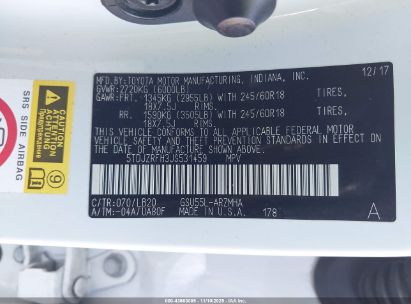 MFD.BY: TOYOTA MOTOR MANUFACTURING, INDIANA, INC. 12/17
GVWR: 2720KG (6000LB)
GAWR: FRT. 1345KG (2955LB) WITH 245/60R18 TIRES,
18X7.5J RIMS
RR. 1590KG (3505LB) WITH 245/60R18 TIRES,
18X7.5J RIMS
THIS VEHICLE CONFORMS TO ALL APPLICABLE FEDERAL MOTOR VEHICLE
SAFETY, BUMPER, AND THEFT PREVENTION STANDARDS IN EFFECT ON THE
DATE OF MANUFACTURE SHOWN ABOVE.
5TDJZRFH3JS531459 MPV
C/TR: 070/LB20 GSU55L-ARZMHA
A/TM: -04A/UA80F MADE IN U.S.A. 178 A
SRS SIDE AIRBAG